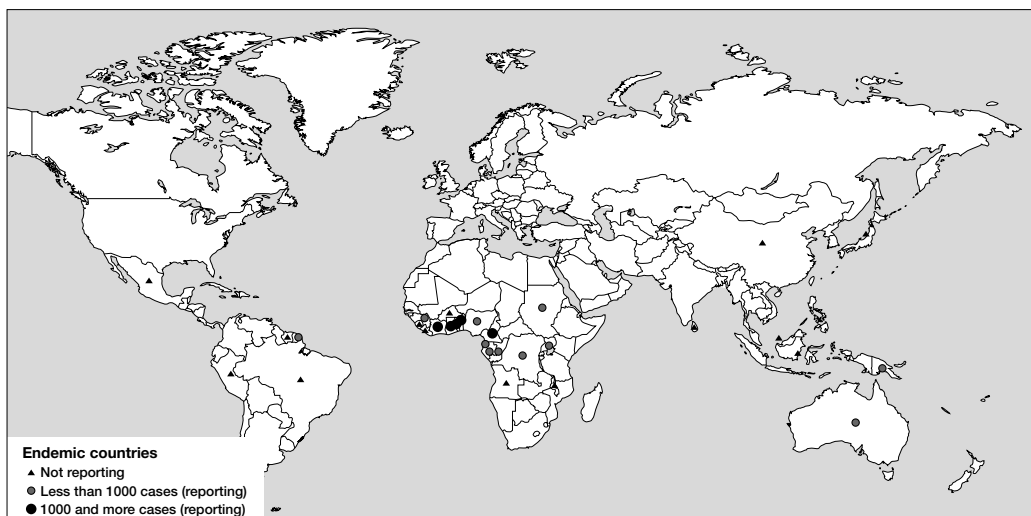 Endemic countries
Not reporting
Less than 1000 cases (reporting)
1000 and more cases (reporting)